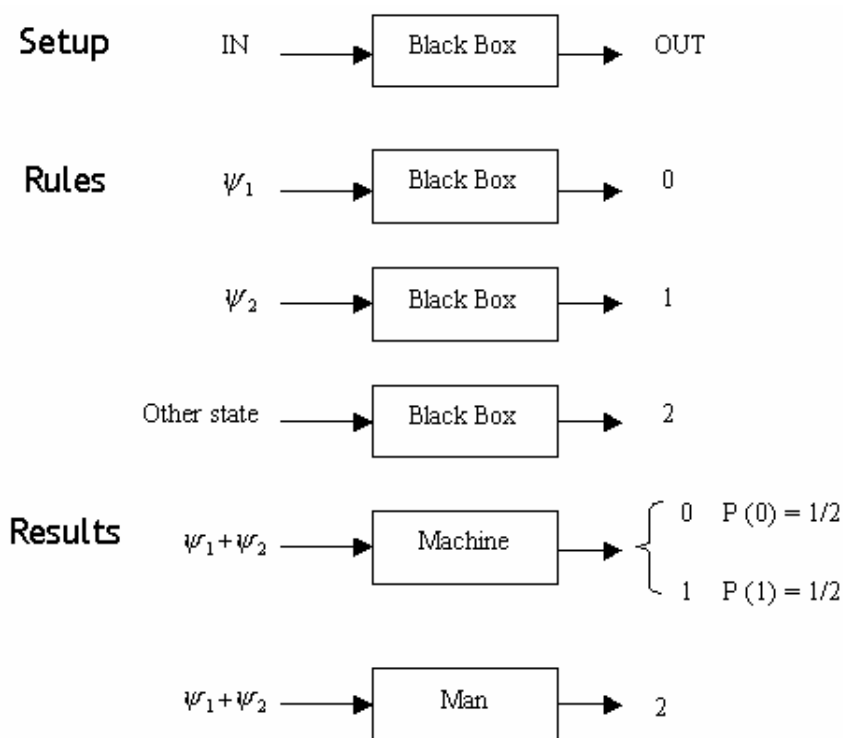 Setup IN Black Box OUT
Rules ψ₁ Black Box 0
ψ₂ Black Box 1
Other state Black Box 2
Results ψ₁+ψ₂ Machine 0 P (0) = 1/2
1 P (1) = 1/2
ψ₁+ψ₂ Man 2